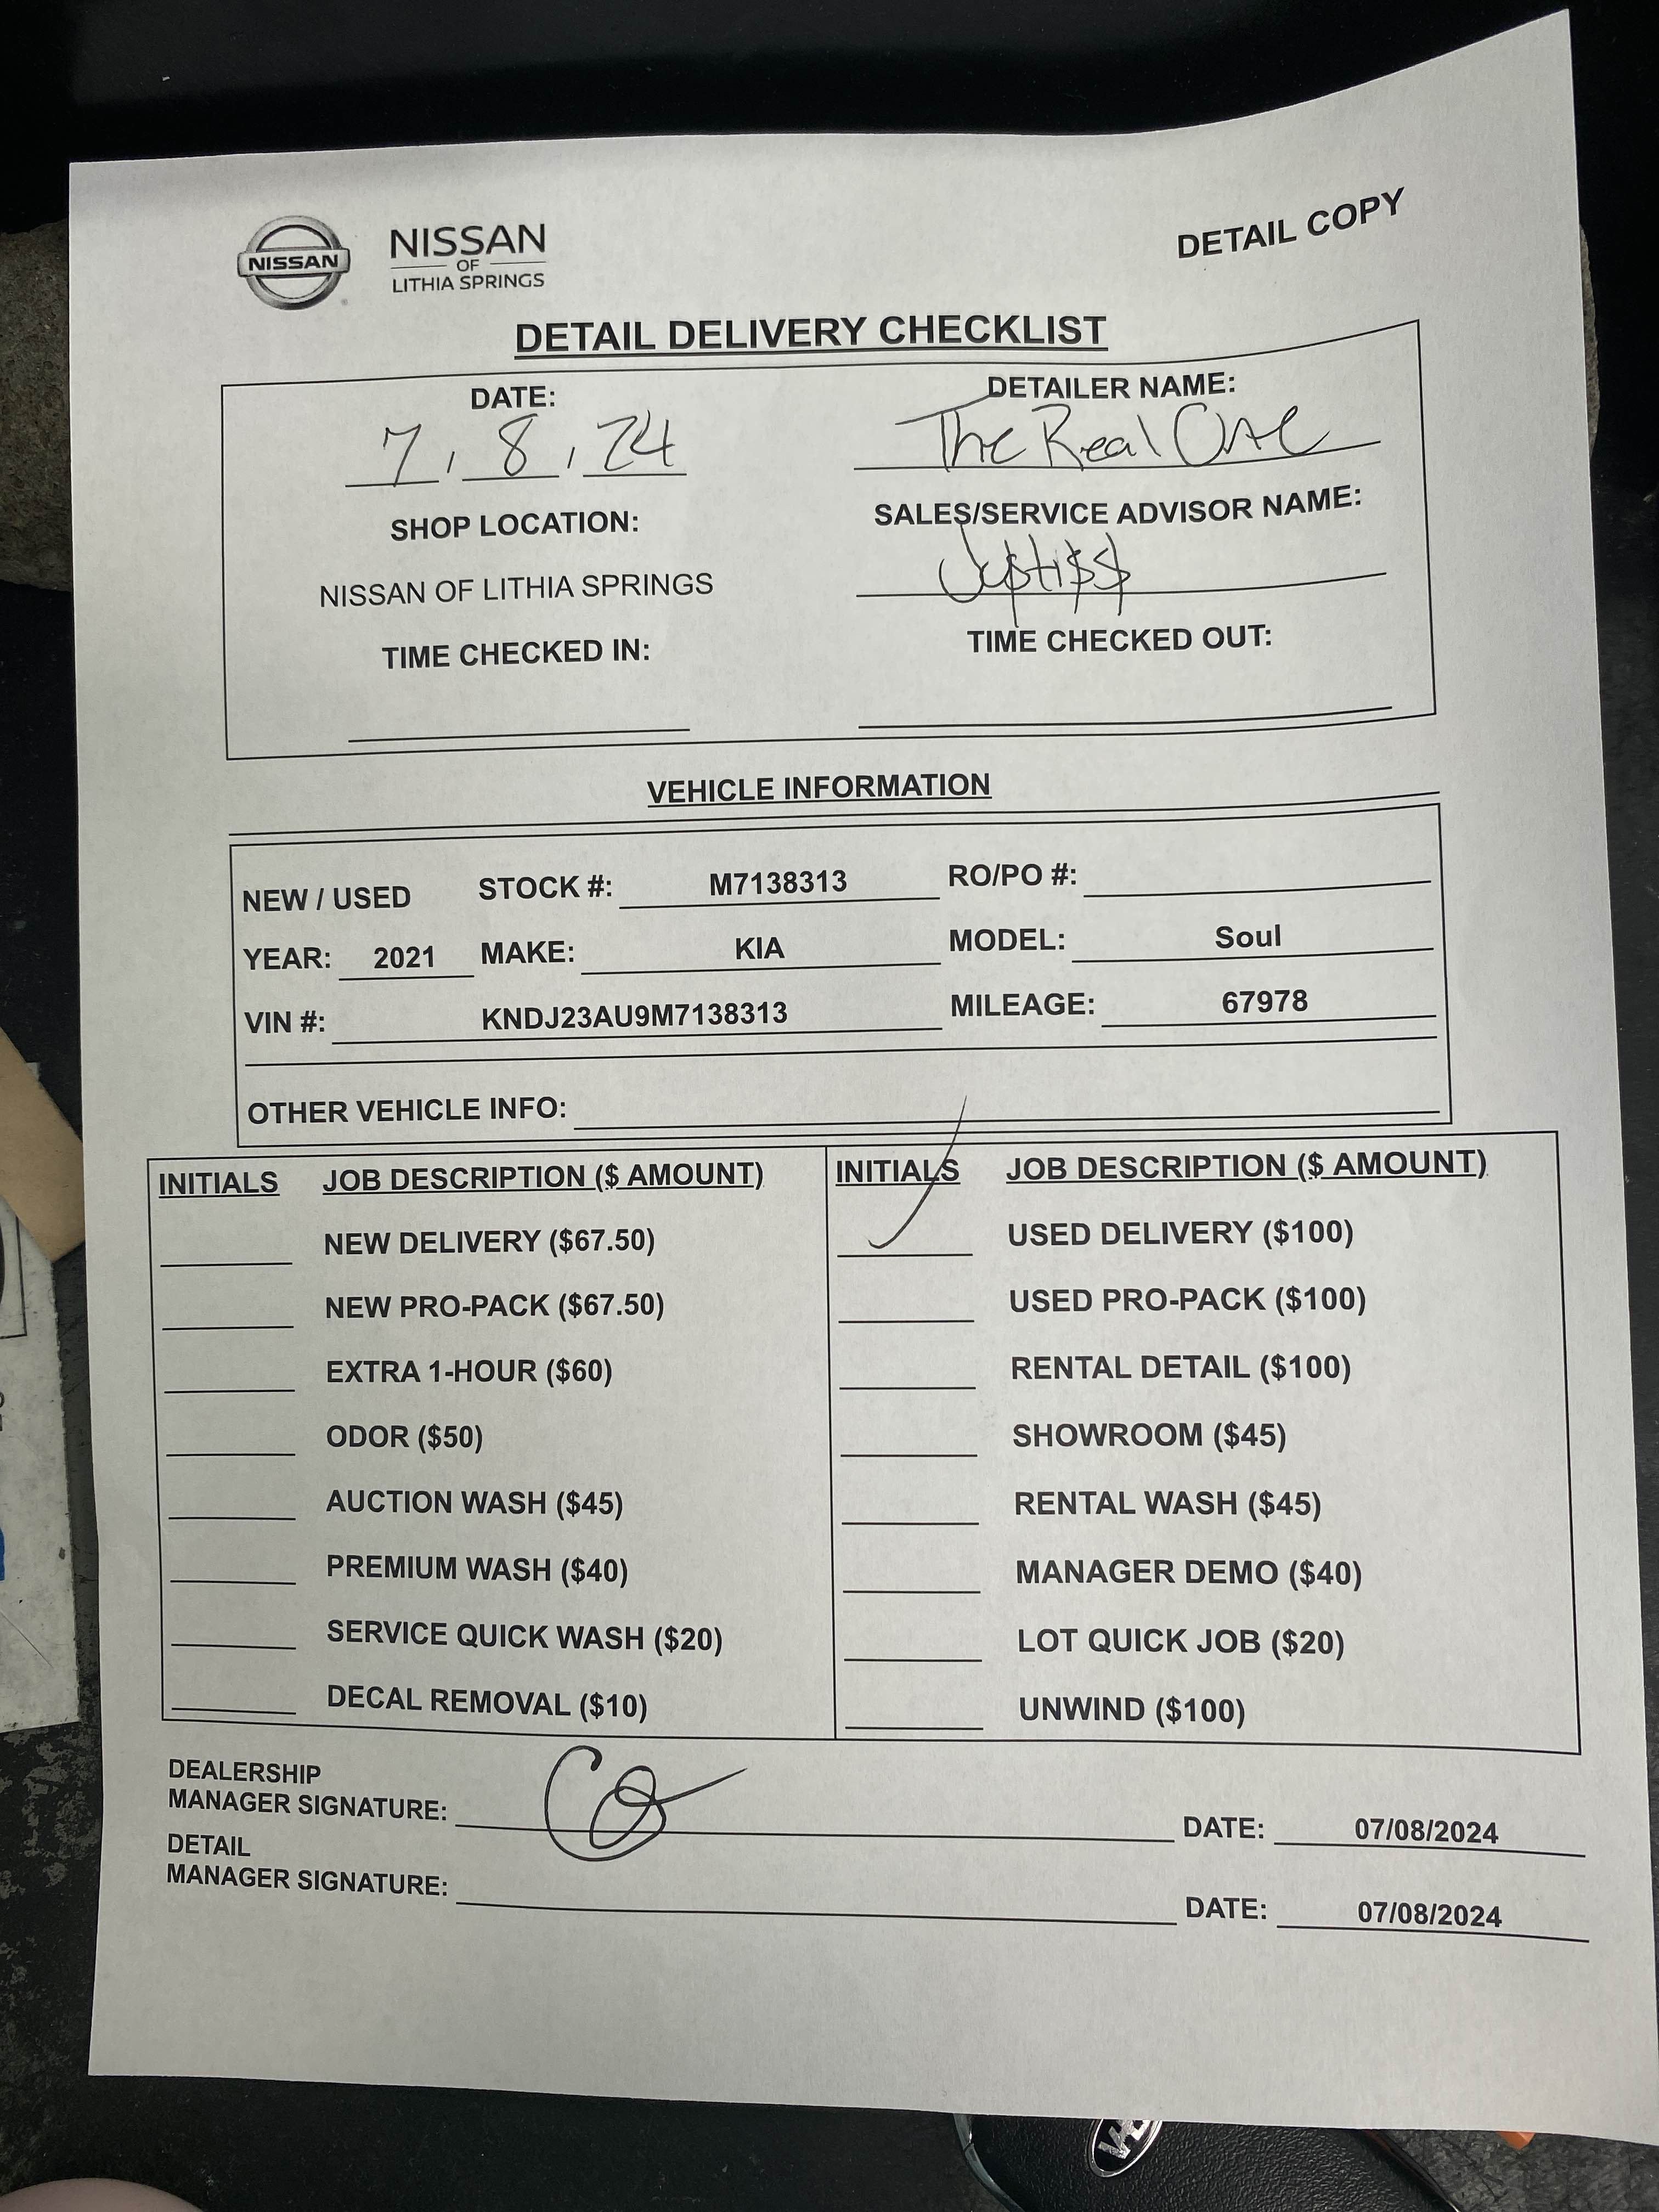 DETAIL COPY
NISSAN
NISSAN
OF
LITHIA SPRINGS
DETAIL DELIVERY CHECKLIST
DATE: DETAILER NAME:
7, 8, 24 The Real One
SHOP LOCATION: SALES/SERVICE ADVISOR NAME:
NISSAN OF LITHIA SPRINGS Justi$$
TIME CHECKED IN: TIME CHECKED OUT:
VEHICLE INFORMATION
NEW / USED STOCK #: M7138313 RO/PO #:
YEAR: 2021 MAKE: KIA MODEL: Soul
VIN #: KNDJ23AU9M7138313 MILEAGE: 67978
OTHER VEHICLE INFO:
INITIALS JOB DESCRIPTION ($ AMOUNT) INITIALS JOB DESCRIPTION ($ AMOUNT)
NEW DELIVERY ($67.50) USED DELIVERY ($100)
NEW PRO-PACK ($67.50) USED PRO-PACK ($100)
EXTRA 1-HOUR ($60) RENTAL DETAIL ($100)
ODOR ($50) SHOWROOM ($45)
AUCTION WASH ($45) RENTAL WASH ($45)
PREMIUM WASH ($40) MANAGER DEMO ($40)
SERVICE QUICK WASH ($20) LOT QUICK JOB ($20)
DECAL REMOVAL ($10) UNWIND ($100)
DEALERSHIP
MANAGER SIGNATURE: DATE: 07/08/2024
DETAIL
MANAGER SIGNATURE: DATE: 07/08/2024